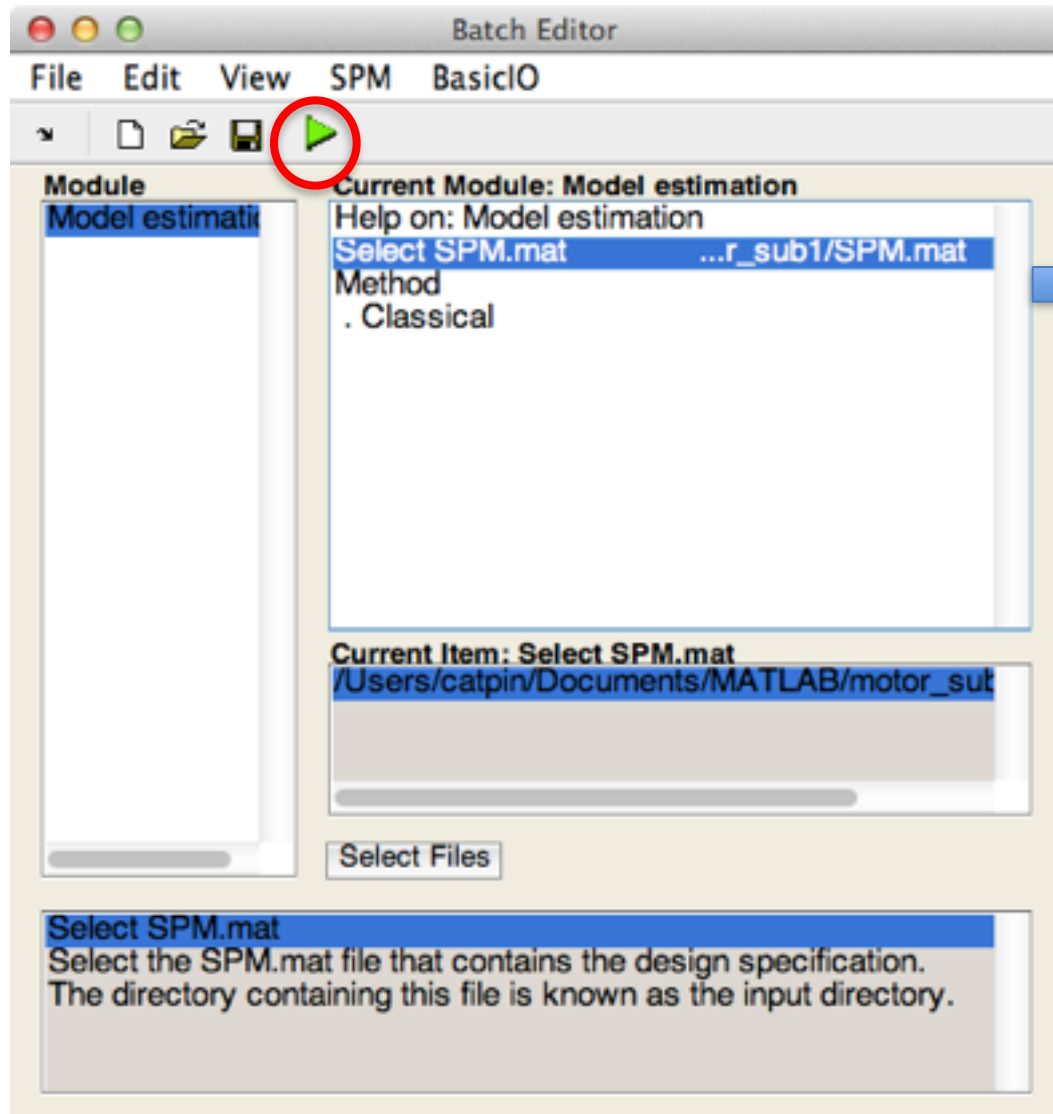 Batch Editor
File Edit View SPM BasicIO
Module
Model estimatic
Current Module: Model estimation
Help on: Model estimation
Select SPM.mat ...r_sub1/SPM.mat
Method
. Classical
Current Item: Select SPM.mat
/Users/catpin/Documents/MATLAB/motor_sub
Select Files
Select SPM.mat
Select the SPM.mat file that contains the design specification.
The directory containing this file is known as the input directory.